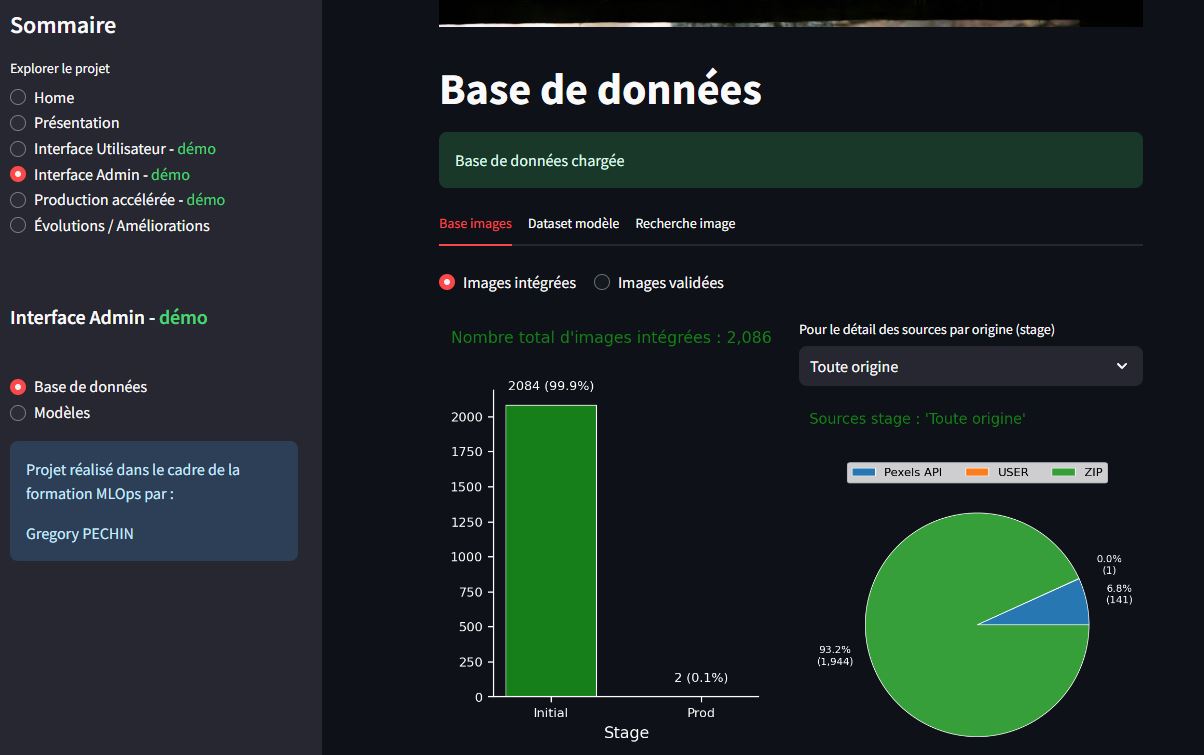 Sommaire
Explorer le projet
Home
Présentation
Interface Utilisateur - démo
Interface Admin - démo
Production accélérée - démo
Évolutions / Améliorations
Interface Admin - démo
Base de données
Modèles
Projet réalisé dans le cadre de la
formation MLOps par :
Gregory PECHIN
Base de données
Base de données chargée
Base images
Dataset modèle
Recherche image
Images intégrées
Images validées
Nombre total d'images intégrées : 2,086
2084 (99.9%)
2000
1750
1500
1250
1000
750
500
250
0
2 (0.1%)
Initial
Prod
Stage
Pour le détail des sources par origine (stage)
Toute origine
Sources stage : 'Toute origine'
Pexels API
USER
ZIP
0.0%
(1)
6.8%
(141)
93.2%
(1,944)